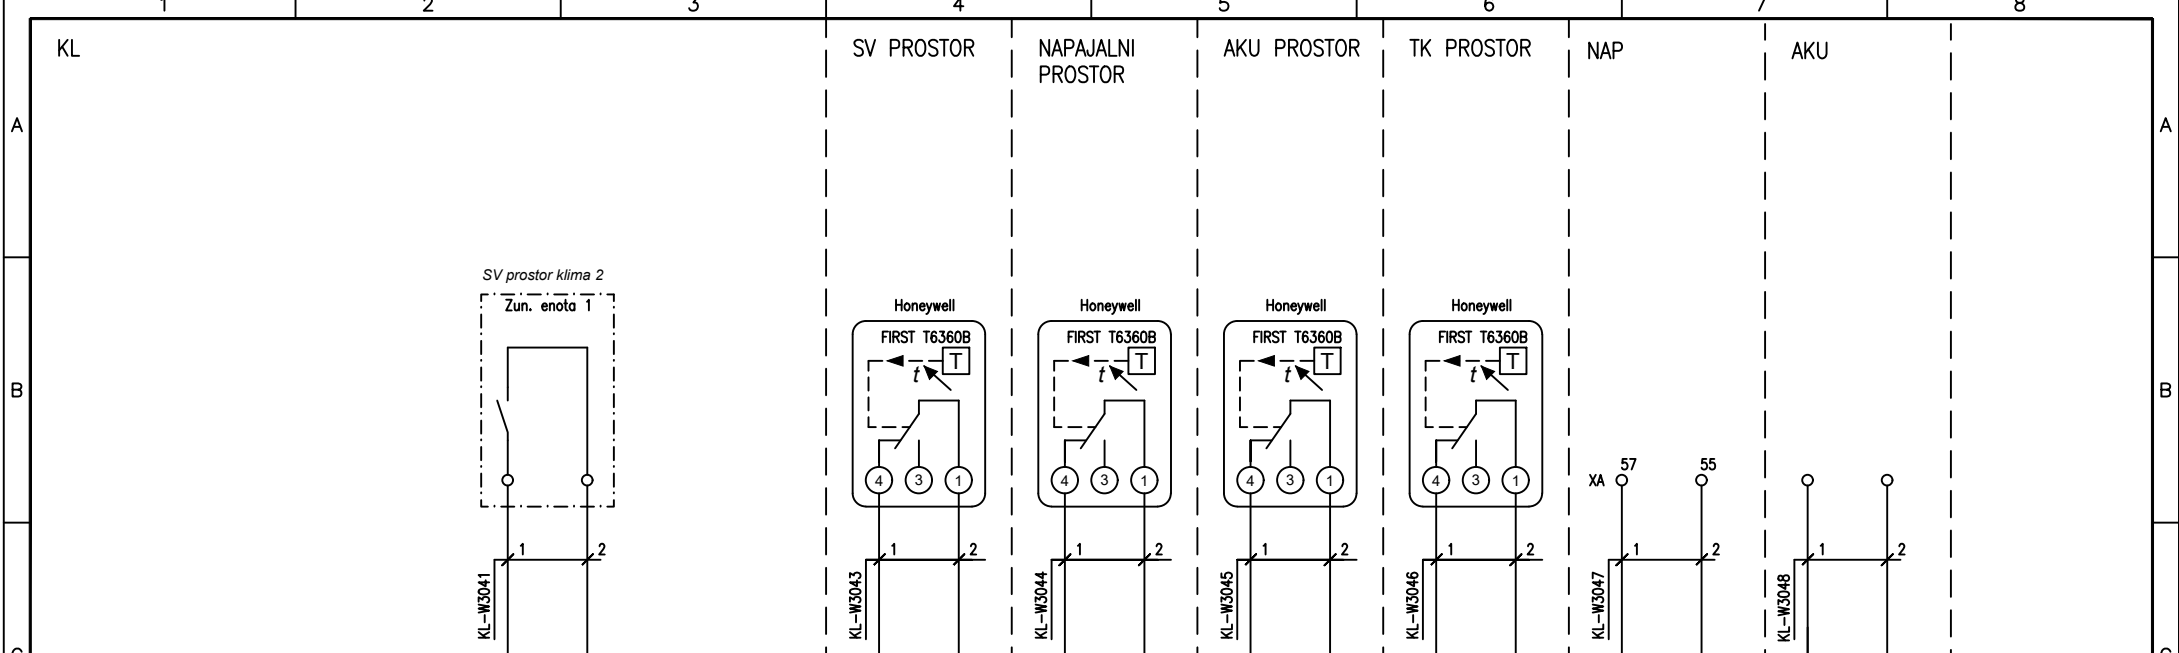 1 2 3 4 5 6 7 8
KL
SV PROSTOR
NAPAJALNI
PROSTOR
AKU PROSTOR
TK PROSTOR
NAP
AKU
A
A
SV prostor klima 2
Zun. enota 1
Honeywell
FIRST T6360B
T
t
4 3 1
Honeywell
FIRST T6360B
T
t
4 3 1
Honeywell
FIRST T6360B
T
t
4 3 1
Honeywell
FIRST T6360B
T
t
4 3 1
B
B
XA 57 55
1 2
KL-W3041
1 2
KL-W3043
1 2
KL-W3044
1 2
KL-W3045
1 2
KL-W3046
1 2
KL-W3047
1 2
KL-W3048